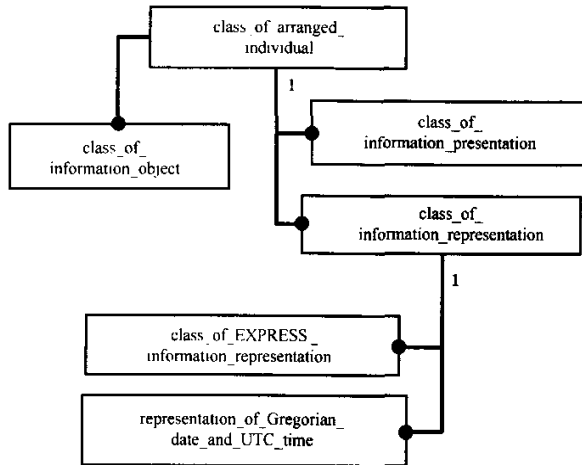 class_of_arranged_
individual
1
class_of_
information_presentation
class_of_
information_object
class_of_
information_representation
1
class_of_EXPRESS_
information_representation
representation_of_Gregorian_
date_and_UTC_time